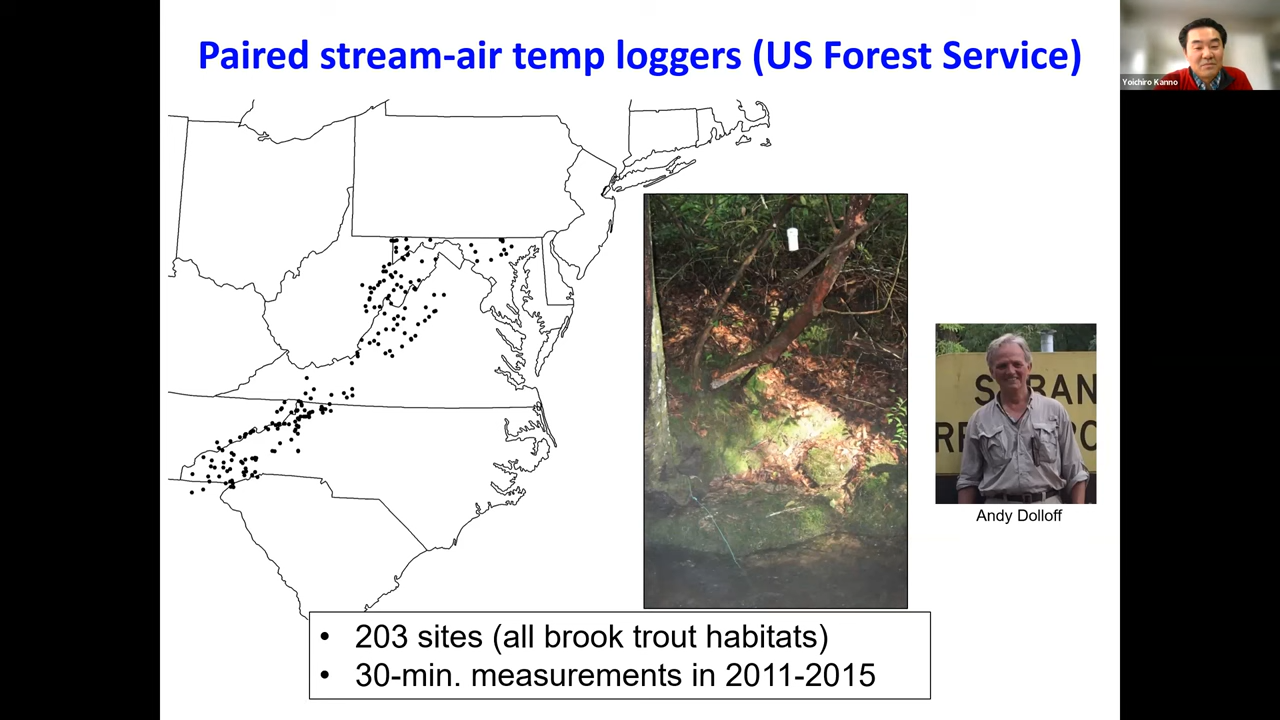 Paired stream-air temp loggers (US Forest Service)
Yoichiro Kanno
Andy Dolloff
• 203 sites (all brook trout habitats)
• 30-min. measurements in 2011-2015